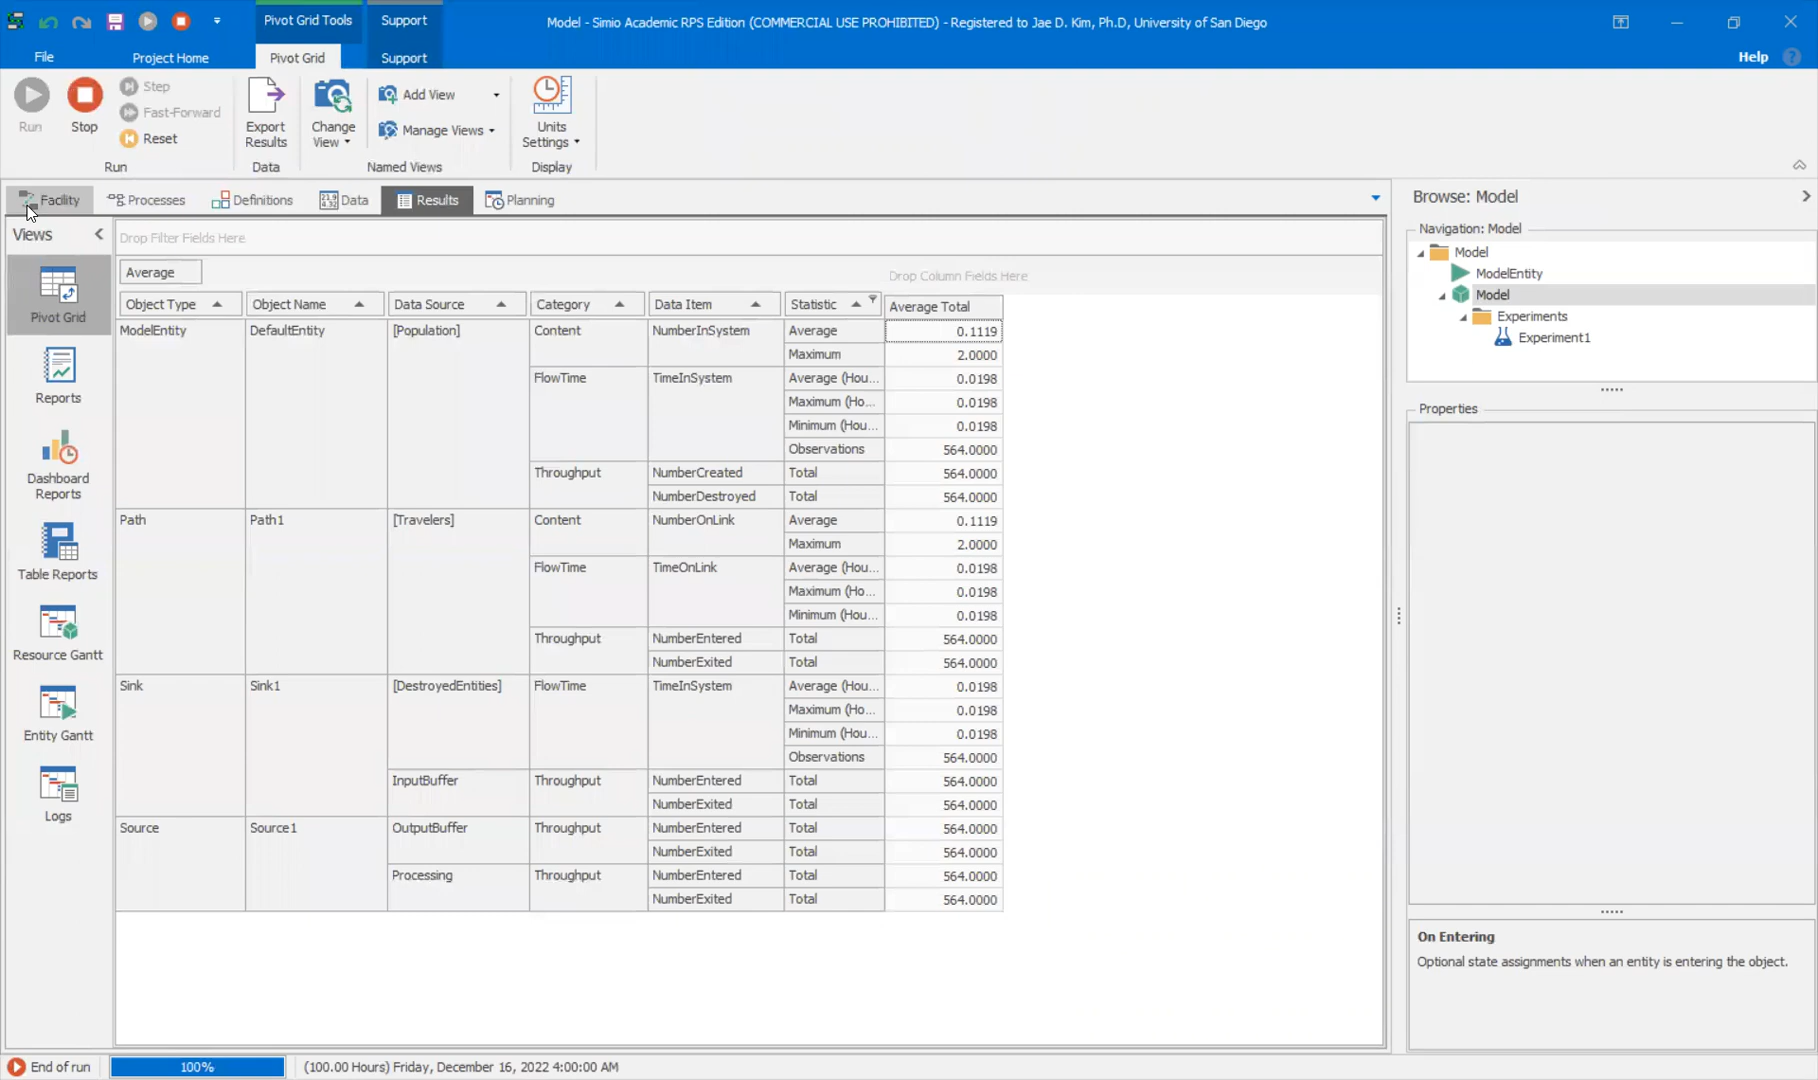 Pivot Grid Tools
Support
Model - Simio Academic RPS Edition (COMMERCIAL USE PROHIBITED) - Registered to Jae D. Kim, Ph.D, University of San Diego
File
Project Home
Pivot Grid
Support
Help
Run
Stop
Step
Fast-Forward
Reset
Run
Export Results
Data
Change View
Add View
Manage Views
Named Views
Units Settings
Display
Facility
Processes
Definitions
Data
Results
Planning
Views
Pivot Grid
Reports
Dashboard Reports
Table Reports
Resource Gantt
Entity Gantt
Logs
Drop Filter Fields Here
Average
Drop Column Fields Here
Object Type Object Name Data Source Category Data Item Statistic Average Total
ModelEntity DefaultEntity [Population] Content NumberInSystem Average 0.1119
Maximum 2.0000
FlowTime TimeInSystem Average (Hou... 0.0198
Maximum (Ho... 0.0198
Minimum (Hou... 0.0198
Observations 564.0000
Throughput NumberCreated Total 564.0000
NumberDestroyed Total 564.0000
Path Path1 [Travelers] Content NumberOnLink Average 0.1119
Maximum 2.0000
FlowTime TimeOnLink Average (Hou... 0.0198
Maximum (Ho... 0.0198
Minimum (Hou... 0.0198
Throughput NumberEntered Total 564.0000
NumberExited Total 564.0000
Sink Sink1 [DestroyedEntities] FlowTime TimeInSystem Average (Hou... 0.0198
Maximum (Ho... 0.0198
Minimum (Hou... 0.0198
Observations 564.0000
InputBuffer Throughput NumberEntered Total 564.0000
NumberExited Total 564.0000
Source Source1 OutputBuffer Throughput NumberEntered Total 564.0000
NumberExited Total 564.0000
Processing Throughput NumberEntered Total 564.0000
NumberExited Total 564.0000
Browse: Model
Navigation: Model
Model
ModelEntity
Model
Experiments
Experiment1
Properties
On Entering
Optional state assignments when an entity is entering the object.
End of run
100%
(100.00 Hours) Friday, December 16, 2022 4:00:00 AM